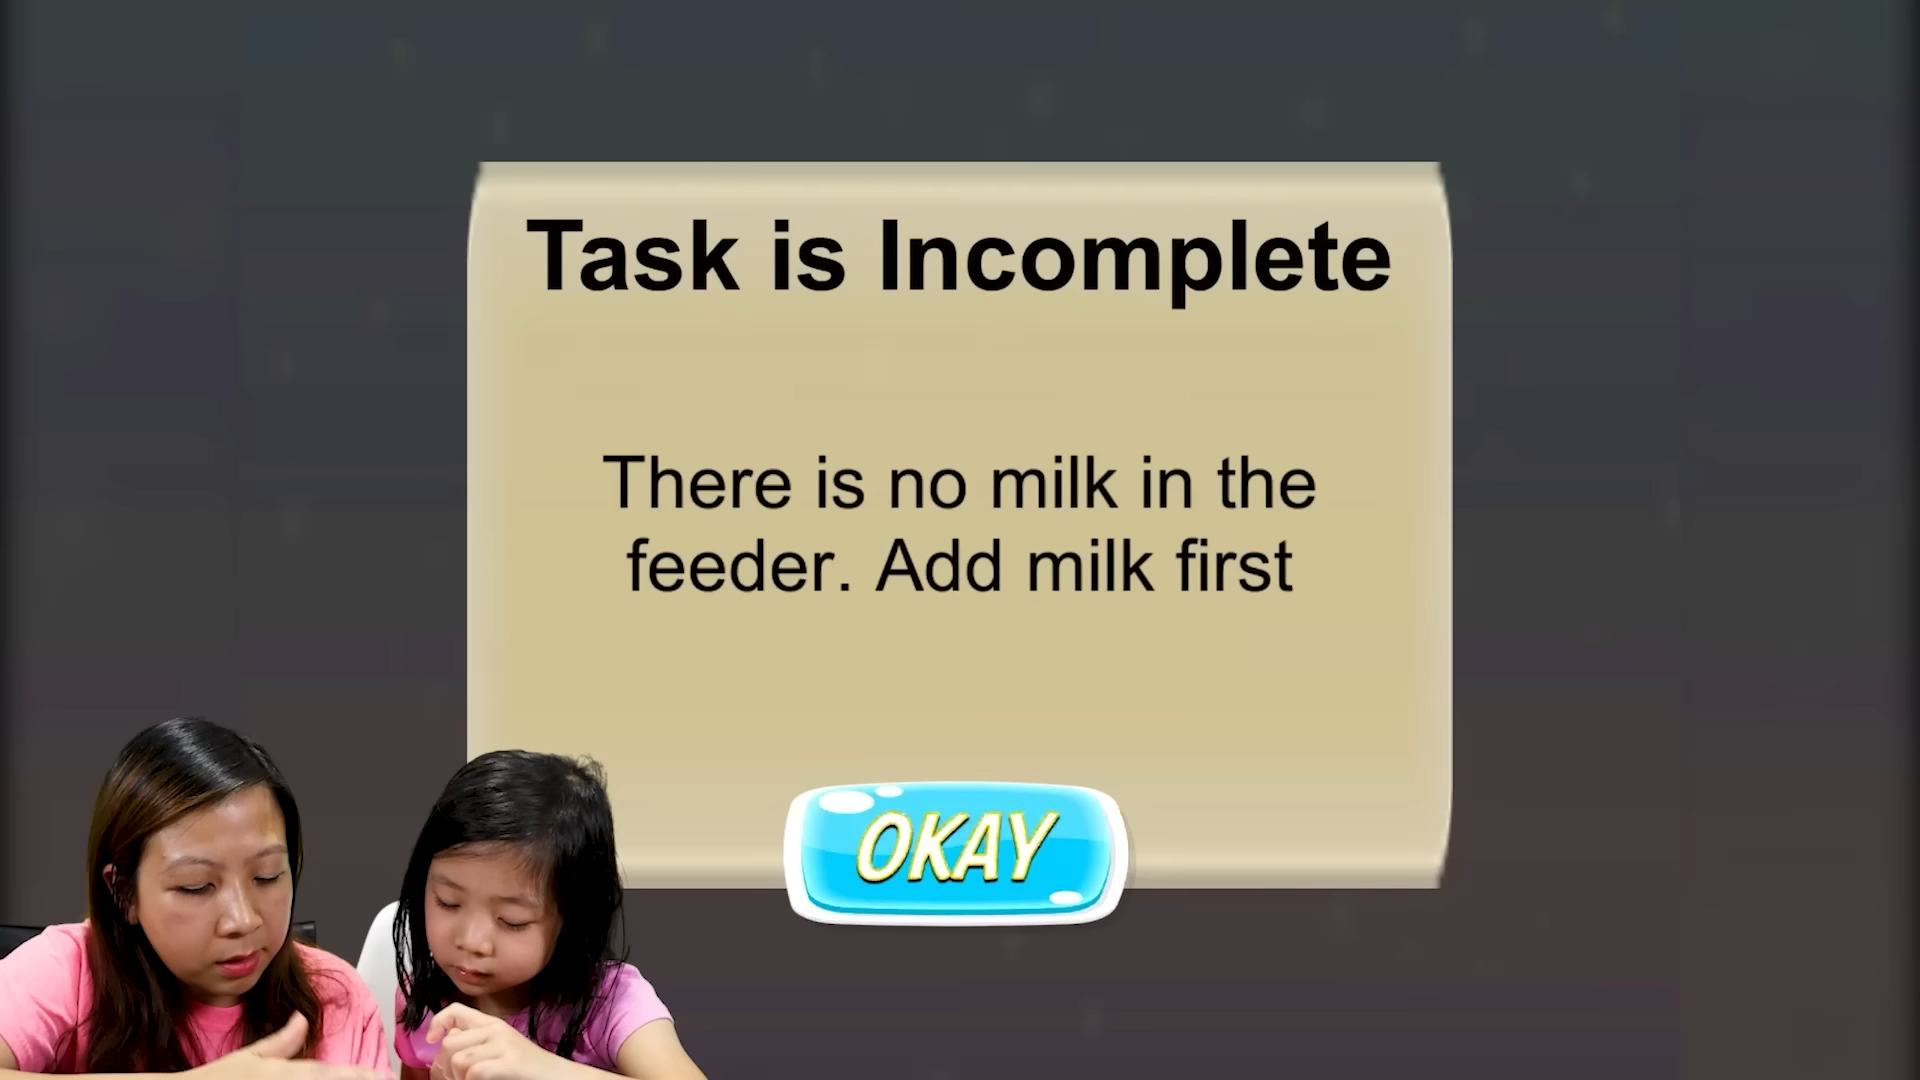 Task is Incomplete
There is no milk in the
feeder. Add milk first
OKAY